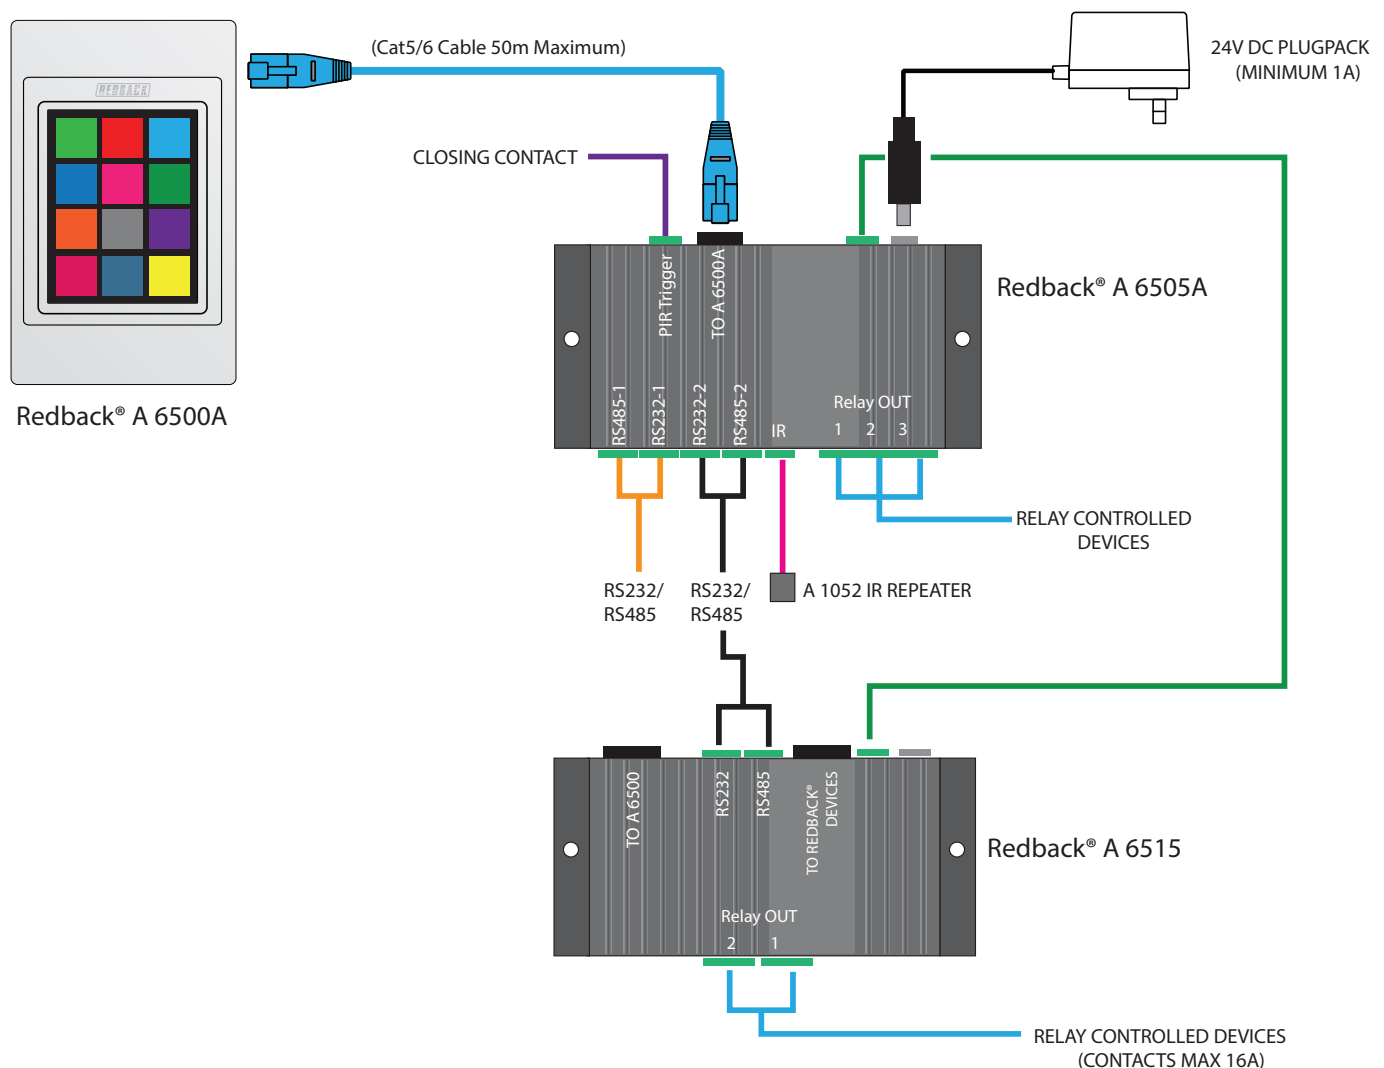 (Cat5/6 Cable 50m Maximum)
24V DC PLUGPACK
(MINIMUM 1A)
REDBACK
CLOSING CONTACT
Redback® A 6500A
PIR Trigger
TO A 6500A
Redback® A 6505A
RS485-1
RS232-1
RS232-2
RS485-2
IR
Relay OUT
1 2 3
RELAY CONTROLLED
DEVICES
RS232/
RS485
RS232/
RS485
A 1052 IR REPEATER
TO A 6500
RS232
RS485
TO REDBACK®
DEVICES
Redback® A 6515
Relay OUT
2 1
RELAY CONTROLLED DEVICES
(CONTACTS MAX 16A)